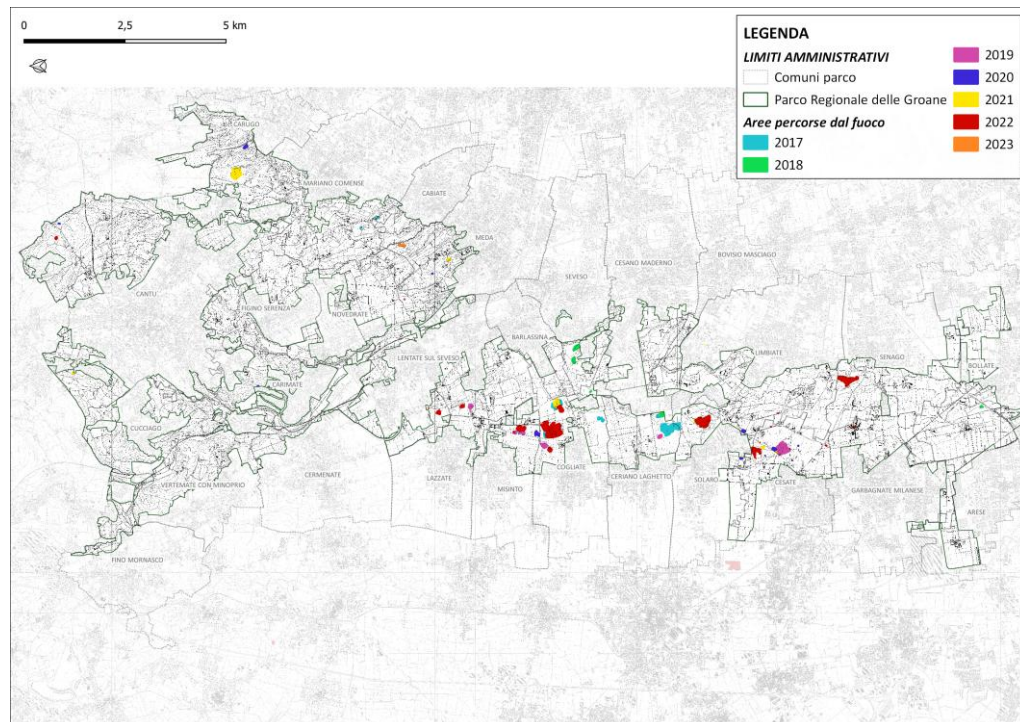 0 2,5 5 km
LEGENDA
LIMITI AMMINISTRATIVI
Comuni parco
Parco Regionale delle Groane
Aree percorse dal fuoco
2017
2018
2019
2020
2021
2022
2023
CARUGO
MARIANO COMENSE
CABIATE
MEDA
CANTU'
FIGINO SERENZA
NOVEDRATE
SEVESO
CESANO MADERNO
BOVISIO MASCIAGO
BARLASSINA
LENTATE SUL SEVESO
LIMBIATE
SENAGO
BOLLATE
CARIMATE
CUCCIAGO
VERTEMATE CON MINOPRIO
CERMENATE
LAZZATE
MISINTO
COGLIATE
CERIANO LAGHETTO
SOLARO
CESATE
GARBAGNATE MILANESE
ARESE
FINO MORNASCO